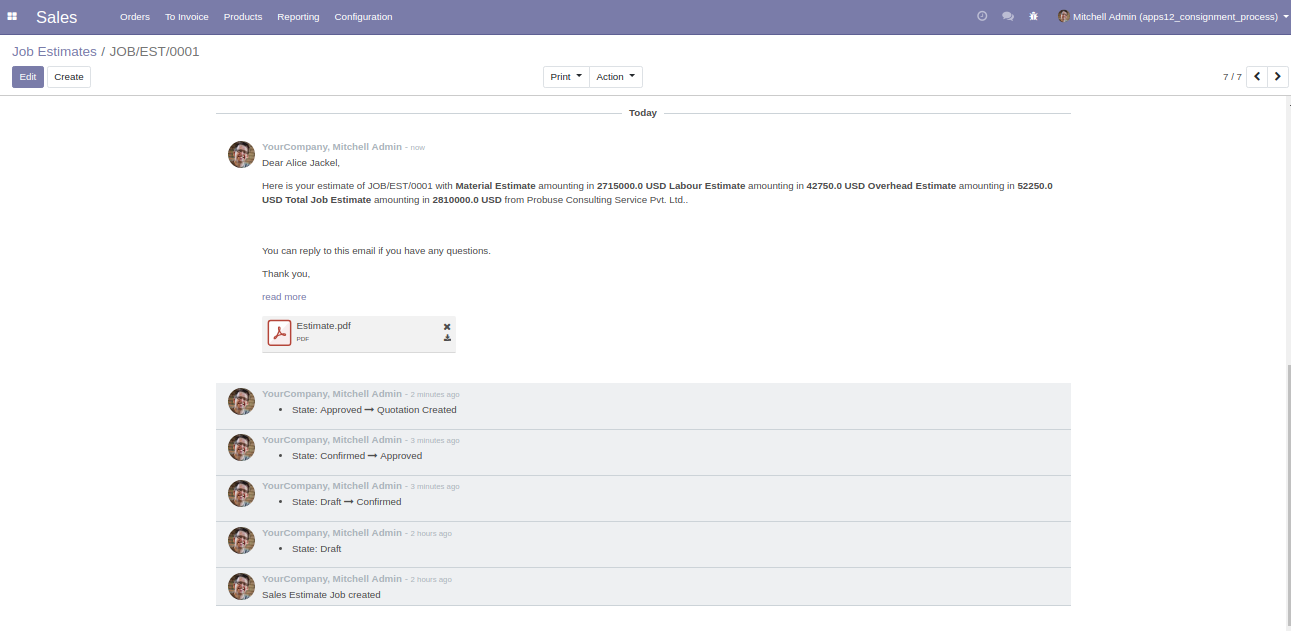 Sales Orders To Invoice Products Reporting Configuration Mitchell Admin (apps12_consignment_process)
Job Estimates / JOB/EST/0001
Edit Create Print Action 7 / 7
Today
YourCompany, Mitchell Admin - now
Dear Alice Jackel,
Here is your estimate of JOB/EST/0001 with Material Estimate amounting in 2715000.0 USD Labour Estimate amounting in 42750.0 USD Overhead Estimate amounting in 52250.0
USD Total Job Estimate amounting in 2810000.0 USD from Probuse Consulting Service Pvt. Ltd..
You can reply to this email if you have any questions.
Thank you,
read more
Estimate.pdf
PDF
YourCompany, Mitchell Admin - 2 minutes ago
• State: Approved → Quotation Created
YourCompany, Mitchell Admin - 3 minutes ago
• State: Confirmed → Approved
YourCompany, Mitchell Admin - 3 minutes ago
• State: Draft → Confirmed
YourCompany, Mitchell Admin - 2 hours ago
• State: Draft
YourCompany, Mitchell Admin - 2 hours ago
Sales Estimate Job created